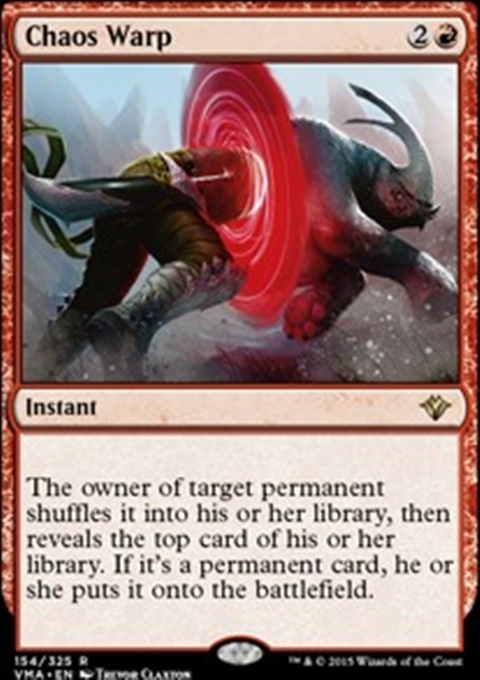 Chaos Warp 2
Instant
The owner of target permanent
shuffles it into his or her library, then
reveals the top card of his or her
library. If it's a permanent card, he or
she puts it onto the battlefield.
154/325 R
VMA • EN Trevor Claxton
™ & © 2015 Wizards of the Coast